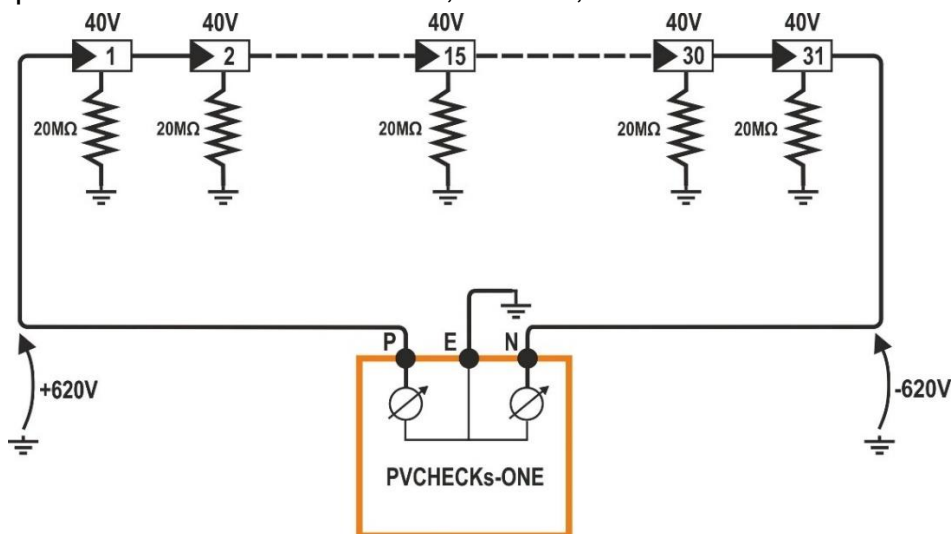 40V 40V 40V 40V 40V
1 2 15 30 31
20MΩ 20MΩ 20MΩ 20MΩ 20MΩ
P E N
+620V -620V
PVCHECKs-ONE